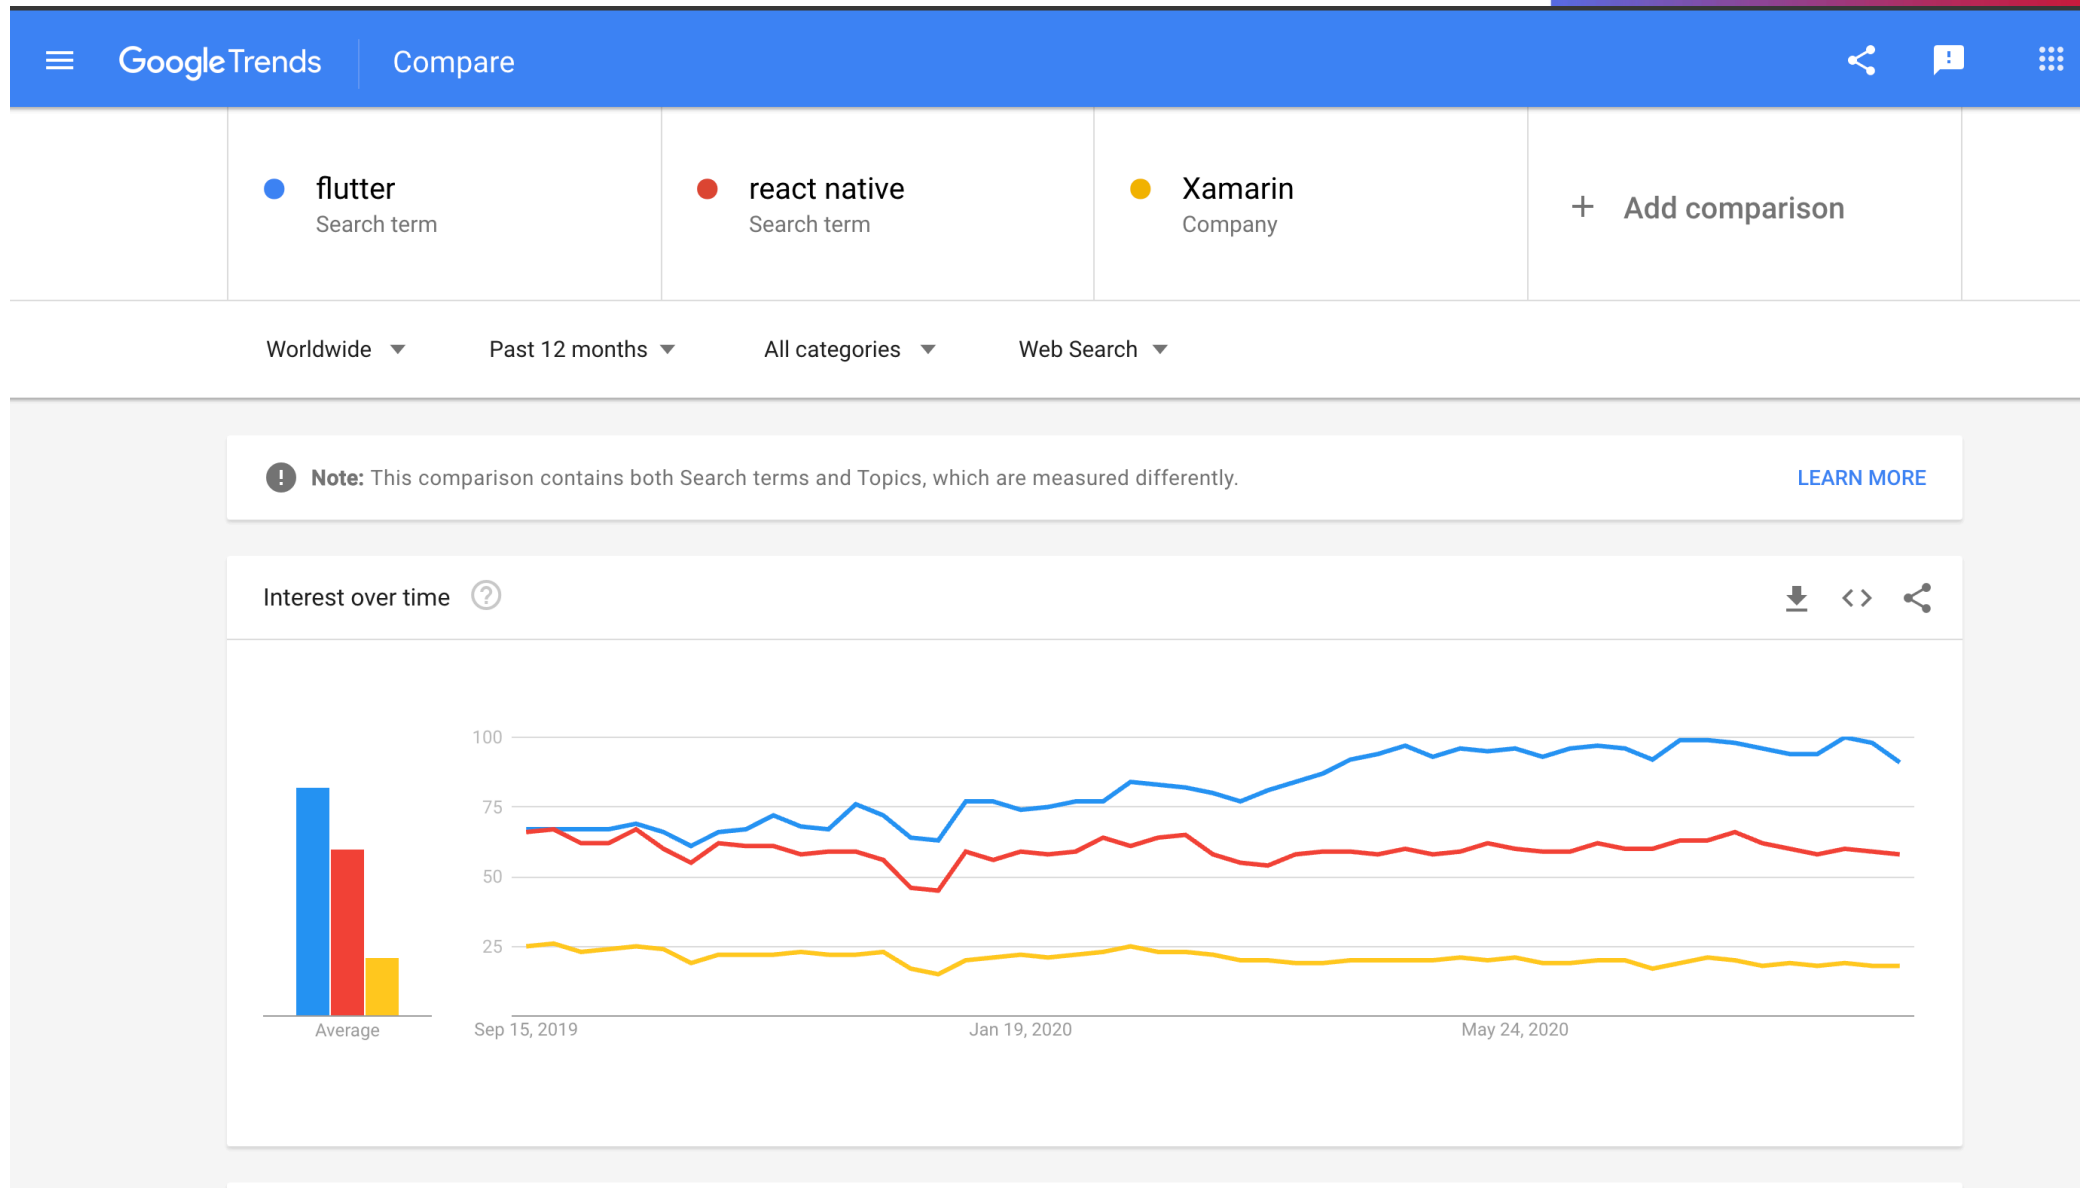 Google Trends Compare
flutter
Search term
react native
Search term
Xamarin
Company
+ Add comparison
Worldwide Past 12 months All categories Web Search
Note: This comparison contains both Search terms and Topics, which are measured differently. LEARN MORE
Interest over time
100
75
50
25
Average
Sep 15, 2019 Jan 19, 2020 May 24, 2020